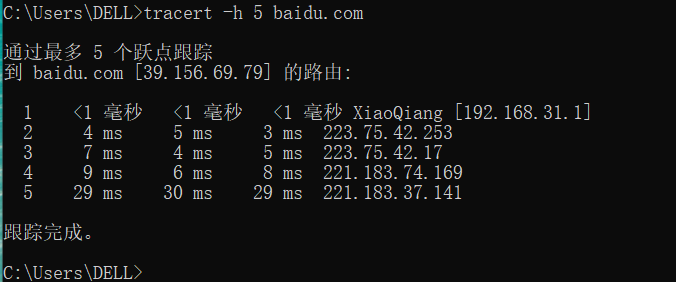 C:\Users\DELL>tracert -h 5 baidu.com
通过最多 5 个跃点跟踪
到 baidu.com [39.156.69.79] 的路由:
1 <1 毫秒 <1 毫秒 <1 毫秒 XiaoQiang [192.168.31.1]
2 4 ms 5 ms 3 ms 223.75.42.253
3 7 ms 4 ms 5 ms 223.75.42.17
4 9 ms 6 ms 8 ms 221.183.74.169
5 29 ms 30 ms 29 ms 221.183.37.141
跟踪完成。
C:\Users\DELL>